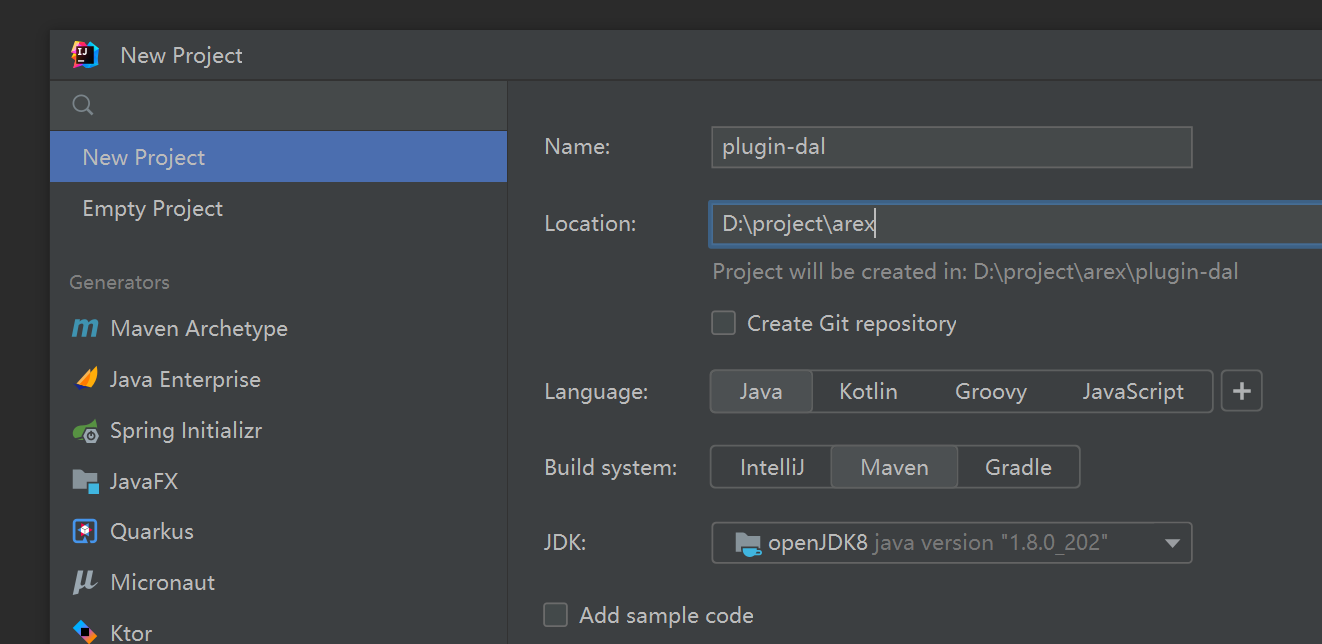 New Project
New Project
Empty Project
Generators
Maven Archetype
Java Enterprise
Spring Initializr
JavaFX
Quarkus
Micronaut
Ktor
Name: plugin-dal
Location: D:\project\arex
Project will be created in: D:\project\arex\plugin-dal
Create Git repository
Language: Java Kotlin Groovy JavaScript +
Build system: IntelliJ Maven Gradle
JDK: openJDK8 java version "1.8.0_202"
Add sample code